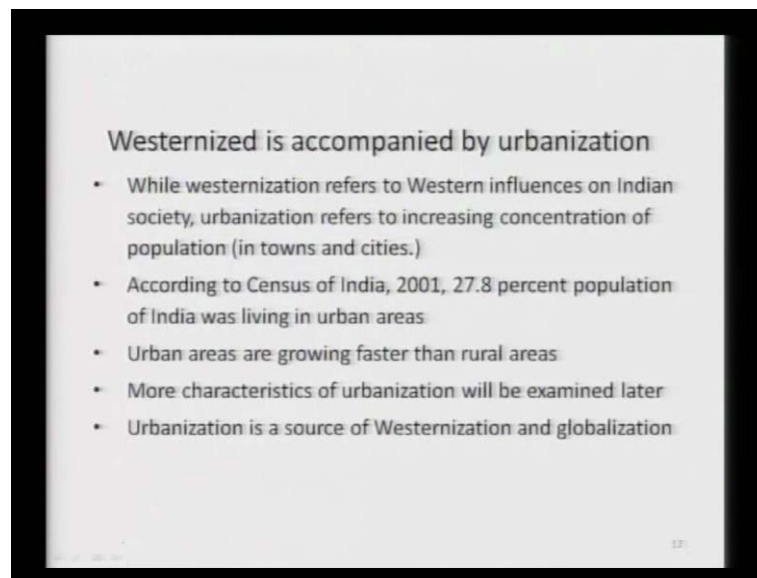 Westernized is accompanied by urbanization
• While westernization refers to Western influences on Indian
society, urbanization refers to increasing concentration of
population (in towns and cities.)
• According to Census of India, 2001, 27.8 percent population
of India was living in urban areas
• Urban areas are growing faster than rural areas
• More characteristics of urbanization will be examined later
• Urbanization is a source of Westernization and globalization